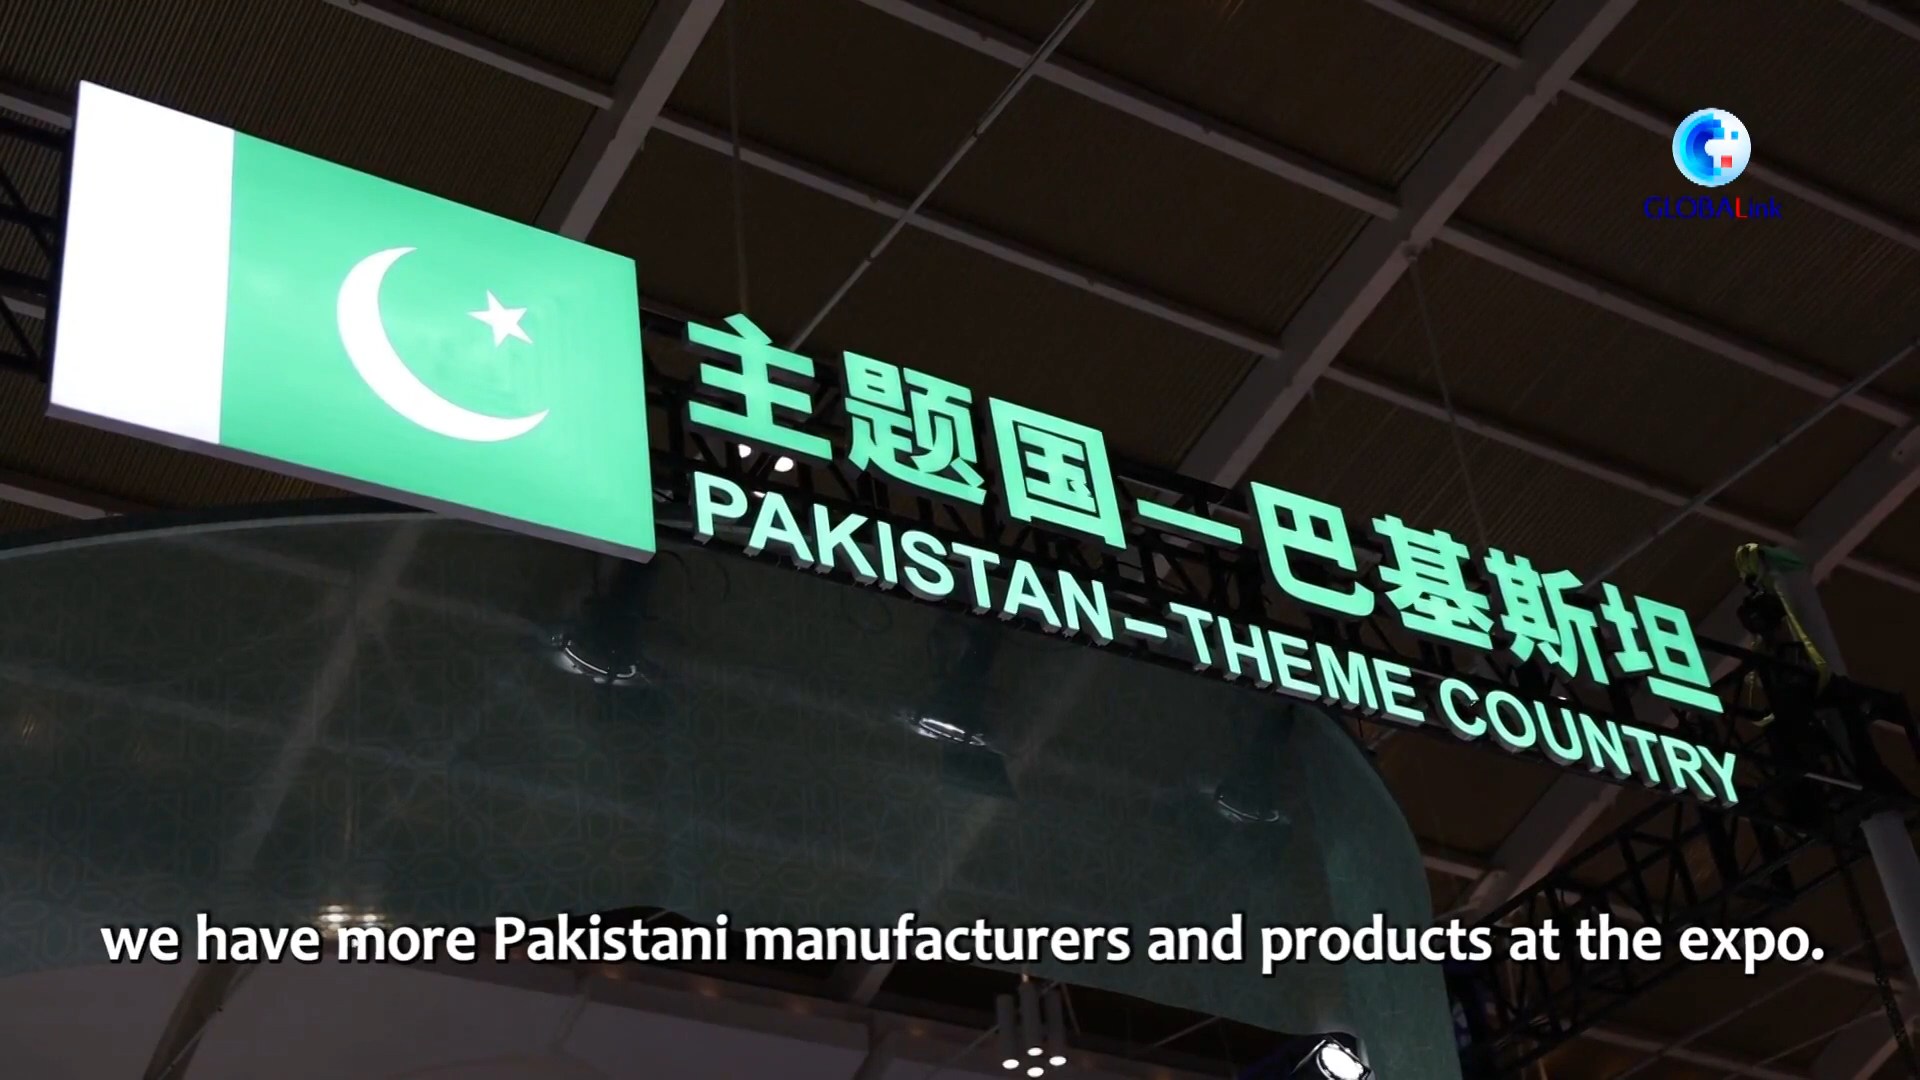 GLOBALink
主题国－巴基斯坦
PAKISTAN-THEME COUNTRY
we have more Pakistani manufacturers and products at the expo.